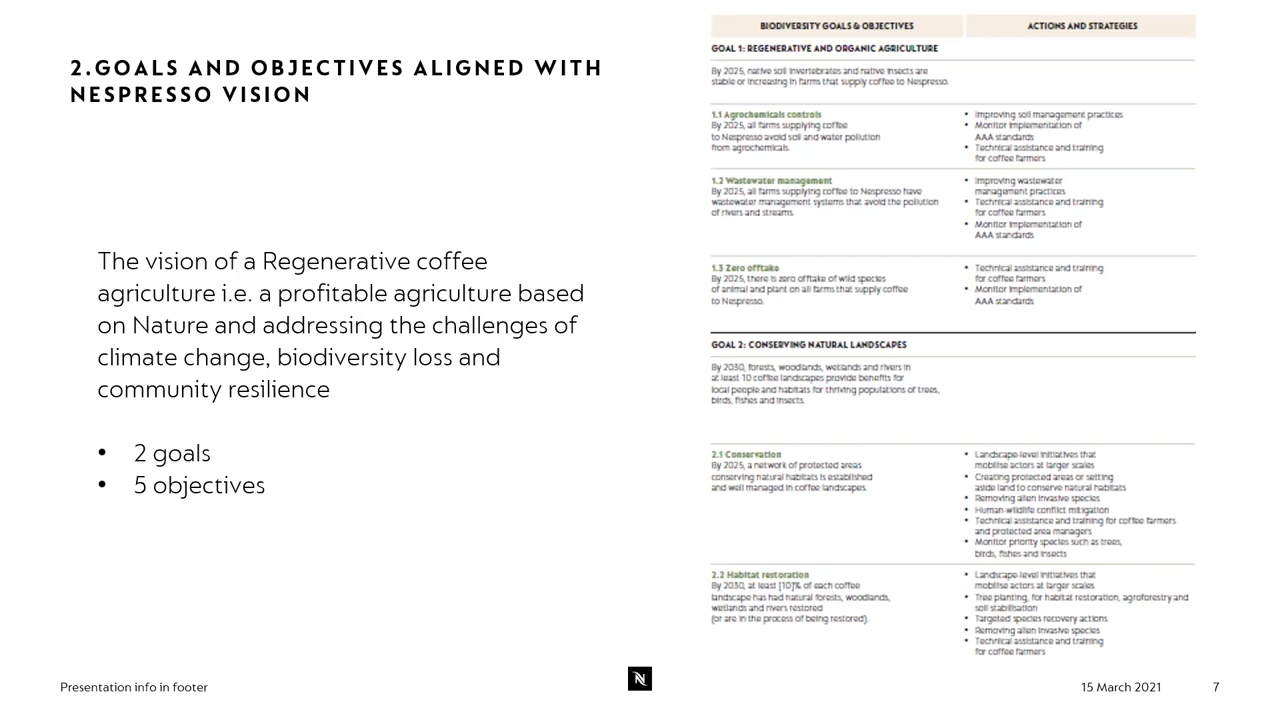 2.GOALS AND OBJECTIVES ALIGNED WITH
NESPRESSO VISION
The vision of a Regenerative coffee
agriculture i.e. a profitable agriculture based
on Nature and addressing the challenges of
climate change, biodiversity loss and
community resilience
• 2 goals
• 5 objectives
BIODIVERSITY GOALS & OBJECTIVES
ACTIONS AND STRATEGIES
GOAL 1: REGENERATIVE AND ORGANIC AGRICULTURE
By 2025, native soil invertebrates and native insects are
stable or increasing in farms that supply coffee to Nespresso.
1.1 Agrochemicals controls
By 2025, all farms supplying coffee
to Nespresso avoid soil and water pollution
from agrochemicals.
• Improving soil management practices
• Monitor implementation of
AAA standards
• Technical assistance and training
for coffee farmers
1.2 Wastewater management
By 2025, all farms supplying coffee to Nespresso have
wastewater management systems that avoid the pollution
of rivers and streams.
• Improving wastewater
management practices
• Technical assistance and training
for coffee farmers
• Monitor implementation of
AAA standards
1.3 Zero offtake
By 2025, there is zero offtake of wild species
of animal and plant on all farms that supply coffee
to Nespresso.
• Technical assistance and training
for coffee farmers
• Monitor implementation of
AAA standards
GOAL 2: CONSERVING NATURAL LANDSCAPES
By 2030, forests, woodlands, wetlands and rivers in
at least 10 coffee landscapes provide benefits for
local people and habitats for thriving populations of trees,
birds, fishes and insects.
2.1 Conservation
By 2025, a network of protected areas
conserving natural habitats is established
and well managed in coffee landscapes.
• Landscape-level initiatives that
mobilise actors at larger scales
• Creating protected areas or setting
aside land to conserve natural habitats
• Removing alien invasive species
• Human-wildlife conflict mitigation
• Technical assistance and training for coffee farmers
and protected area managers
• Monitor priority species such as trees,
birds, fishes and insects
2.2 Habitat restoration
By 2030, at least [10]% of each coffee
landscape has had natural forests, woodlands,
wetlands and rivers restored
(or are in the process of being restored).
• Landscape-level initiatives that
mobilise actors at larger scales
• Tree planting, for habitat restoration, agroforestry and
soil stabilisation
• Targeted species recovery actions
• Removing alien invasive species
• Technical assistance and training
for coffee farmers
Presentation info in footer
N
15 March 2021
7